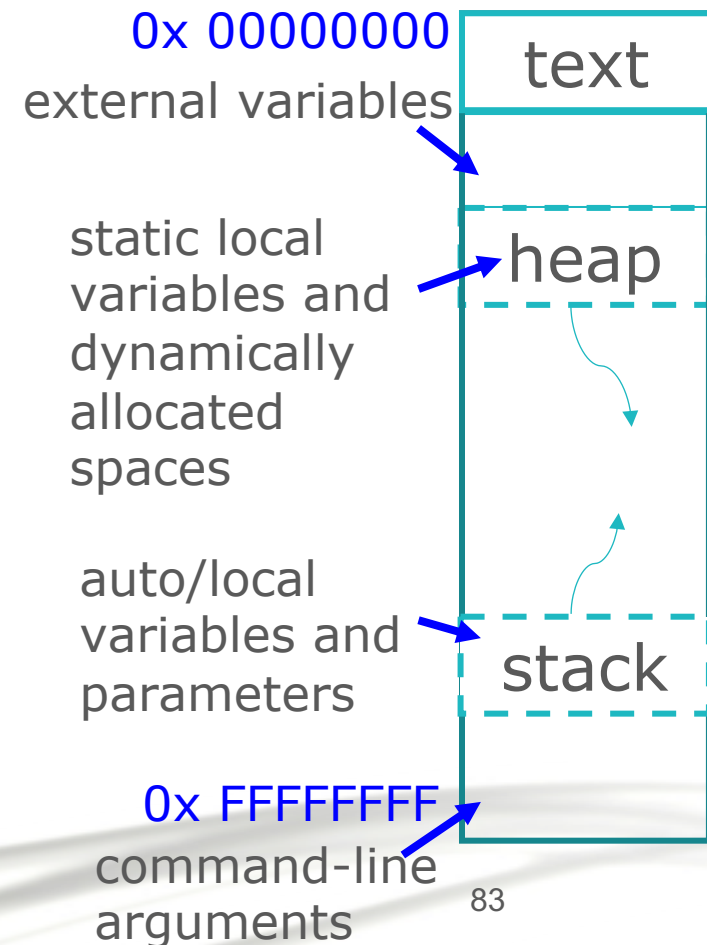 0x 00000000
text
external variables
static local
variables and
dynamically
allocated
spaces
heap
auto/local
variables and
parameters
stack
0x FFFFFFFF
command-line
arguments
83